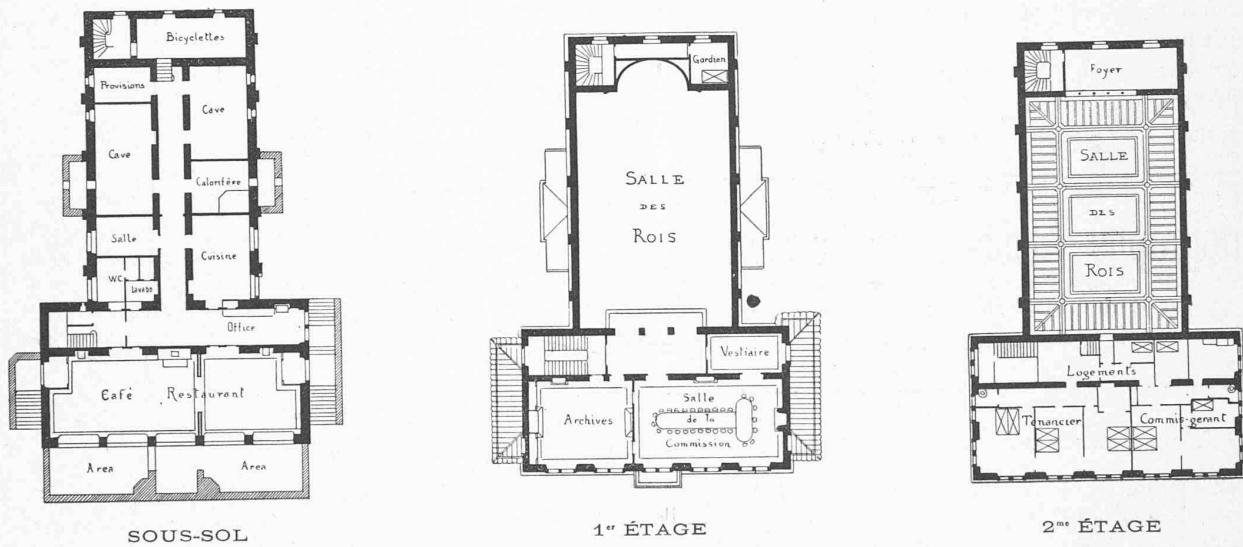 Bicyclettes
Provisions
Cave
Cave
Calorifère
Salle
Cuisine
WC
LAVABO
Office
Café Restaurant
Area
Area
SOUS-SOL
Gardien
SALLE
DES
ROIS
Vestiaire
Archives
Salle
de la
Commission
1er ÉTAGE
Foyer
SALLE
DES
ROIS
Logements
Tenancier
Commis-gérant
2me ÉTAGE